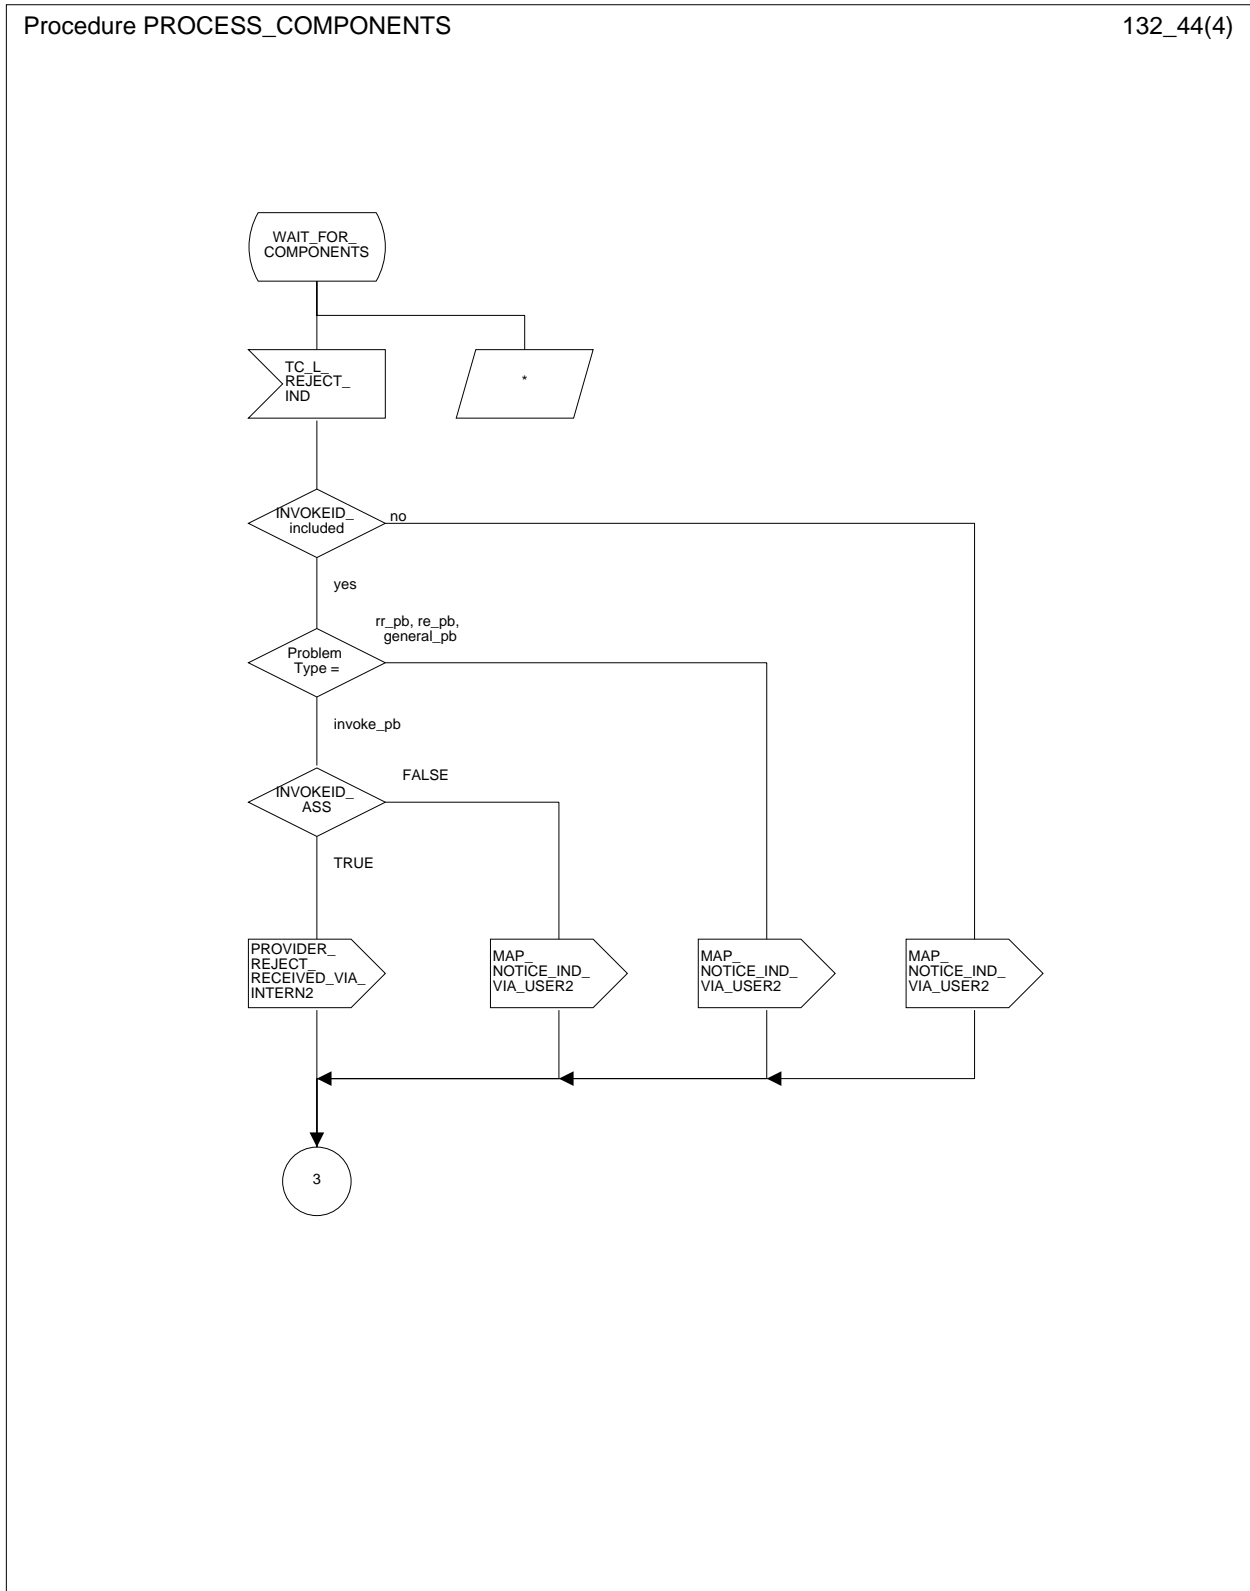 Procedure PROCESS_COMPONENTS
132_44(4)
WAIT_FOR_
COMPONENTS
TC_L_
REJECT_
IND
*
INVOKEID_
included
no
yes
rr_pb, re_pb,
general_pb
Problem
Type =
invoke_pb
FALSE
INVOKEID_
ASS
TRUE
PROVIDER_
REJECT_
RECEIVED_VIA_
INTERN2
MAP_
NOTICE_IND_
VIA_USER2
MAP_
NOTICE_IND_
VIA_USER2
MAP_
NOTICE_IND_
VIA_USER2
3